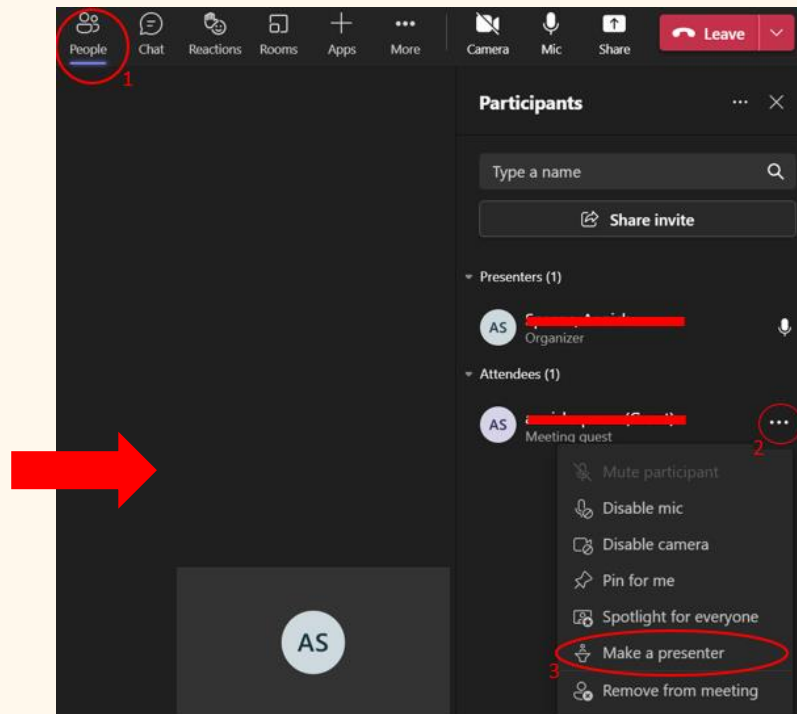 People Chat Reactions Rooms Apps More Camera Mic Share Leave
1
Participants
Type a name
Share invite
Presenters (1)
AS
Organizer
Attendees (1)
AS
Meeting guest
2
Mute participant
Disable mic
Disable camera
Pin for me
Spotlight for everyone
AS
3 Make a presenter
Remove from meeting